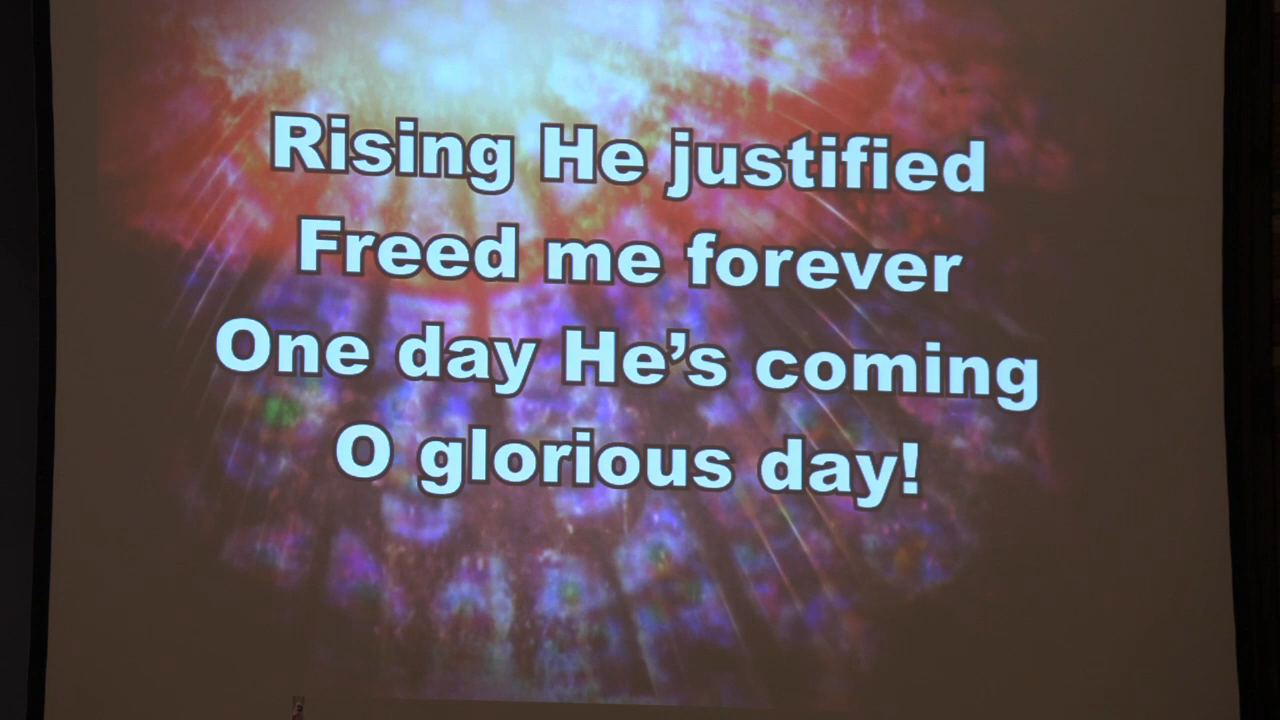 Rising He justified
Freed me forever
One day He’s coming
O glorious day!